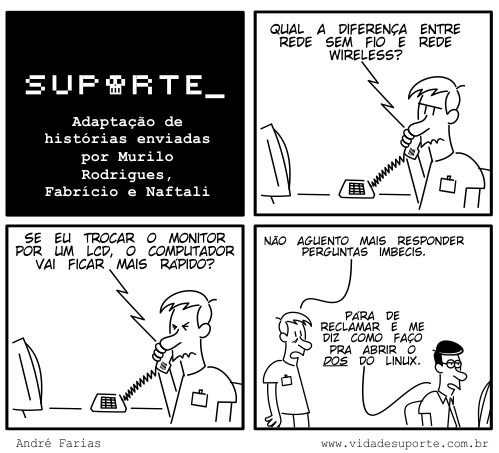 SUPORTE_
Adaptação de
histórias enviadas
por Murilo
Rodrigues,
Fabrício e Naftali
QUAL A DIFERENÇA ENTRE
REDE SEM FIO E REDE
WIRELESS?
SE EU TROCAR O MONITOR
POR UM LCD, O COMPUTADOR
VAI FICAR MAIS RÁPIDO?
NÃO AGUENTO MAIS RESPONDER
PERGUNTAS IMBECIS.
PÁRA DE
RECLAMAR E ME
DIZ COMO FAÇO
PRA ABRIR O
DOS DO LINUX.
André Farias
www.vidadesuporte.com.br